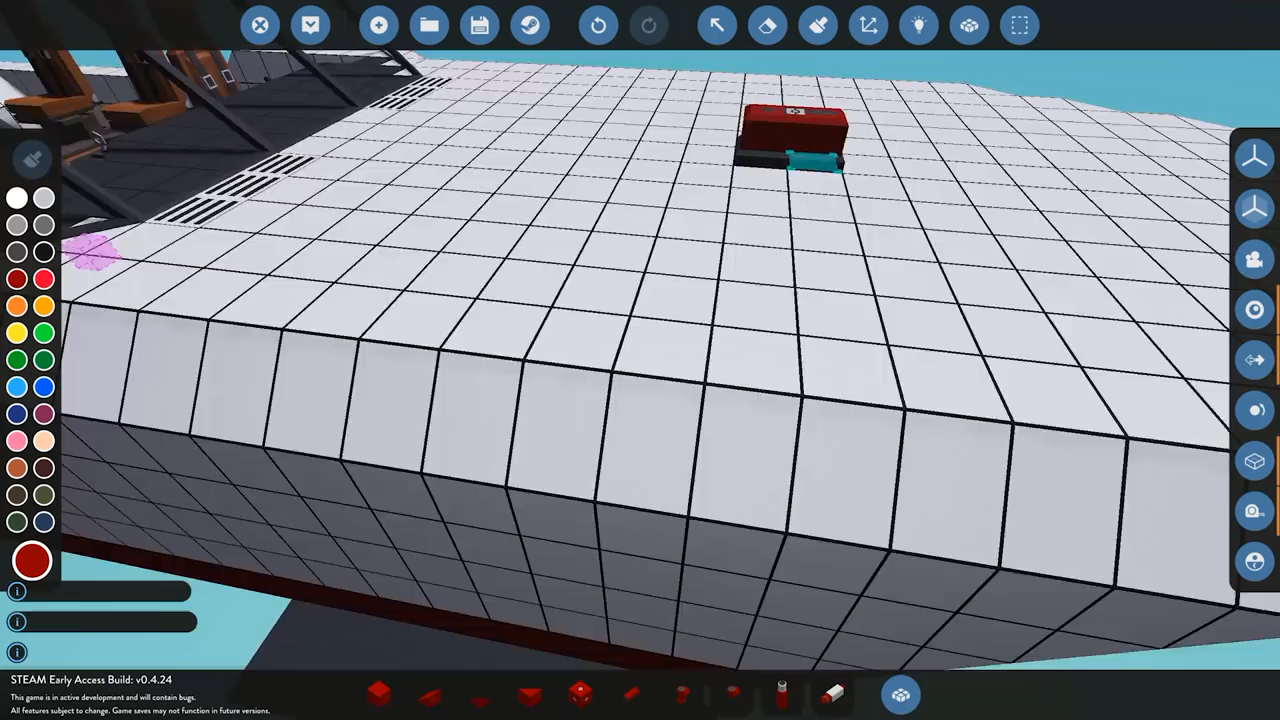 STEAM Early Access Build: v0.4.24
This game is in active development and will contain bugs.
All features subject to change. Game saves may not function in future versions.